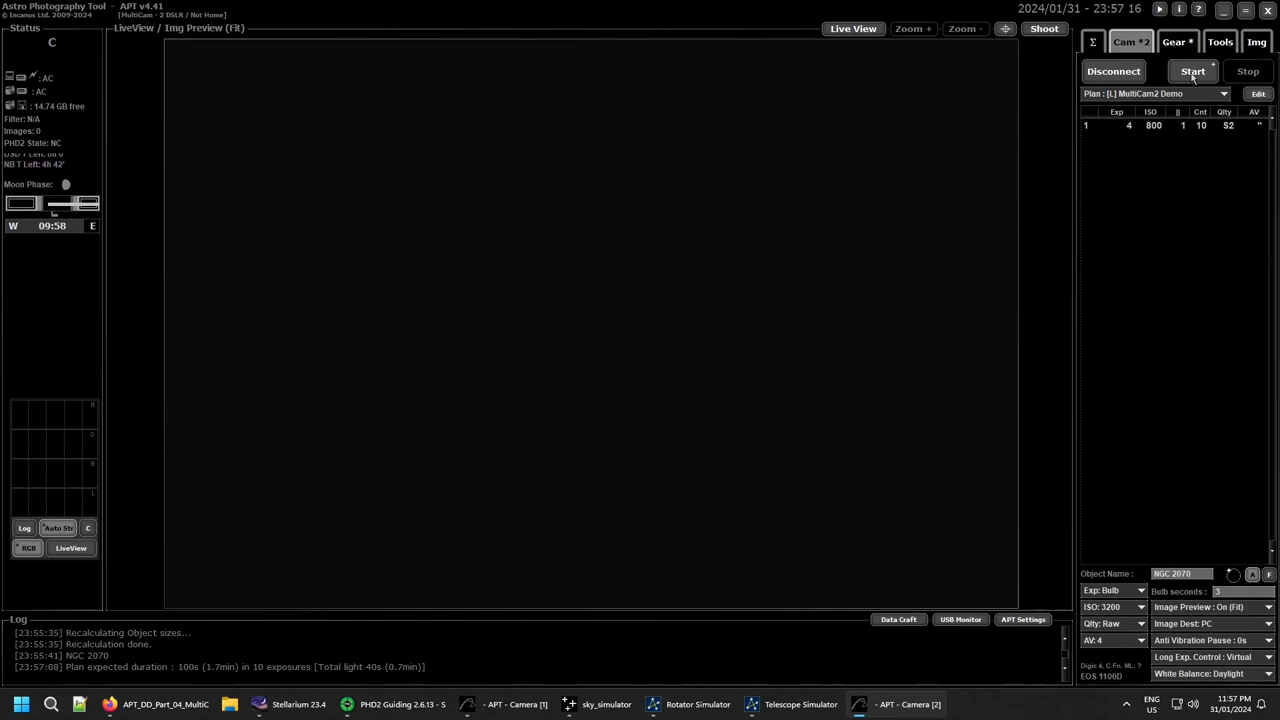 Astro Photography Tool - APT v4.41
© Incanus Ltd. 2009-2024 [MultiCam - 2 DSLR / Not Home]
2024/01/31 - 23:57 16
Status
C
: AC
: AC
: 14.74 GB free
Filter: N/A
Images: 0
PHD2 State: NC
NB T Left: 4h 42'
Moon Phase:
W 09:58 E
R
G
B
L
Log Auto Str C
RGB LiveView
LiveView / Img Preview (Fit)
Live View Zoom + Zoom - Shoot
Σ Cam *2 Gear * Tools Img
Disconnect Start Stop
Plan : [L] MultiCam2 Demo Edit
Exp ISO || Cnt Qlty AV
1 4 800 1 10 S2 "
Object Name : NGC 2070 A F
Exp: Bulb Bulb seconds : 3
ISO: 3200 Image Preview : On (Fit)
Qlty: Raw Image Dest: PC
AV: 4 Anti Vibration Pause : 0s
Long Exp. Control : Virtual
Digic 4, C.Fn. ML: ?
EOS 1100D White Balance: Daylight
Log
Data Craft USB Monitor APT Settings
[23:55:35] Recalculating Object sizes...
[23:55:35] Recalculation done.
[23:55:41] NGC 2070
[23:57:08] Plan expected duration : 100s (1.7min) in 10 exposures [Total light 40s (0.7min)]
APT_DD_Part_04_MultiC Stellarium 23.4 PHD2 Guiding 2.6.13 - S - APT - Camera [1] sky_simulator Rotator Simulator Telescope Simulator - APT - Camera [2]
ENG
US
11:57 PM
31/01/2024